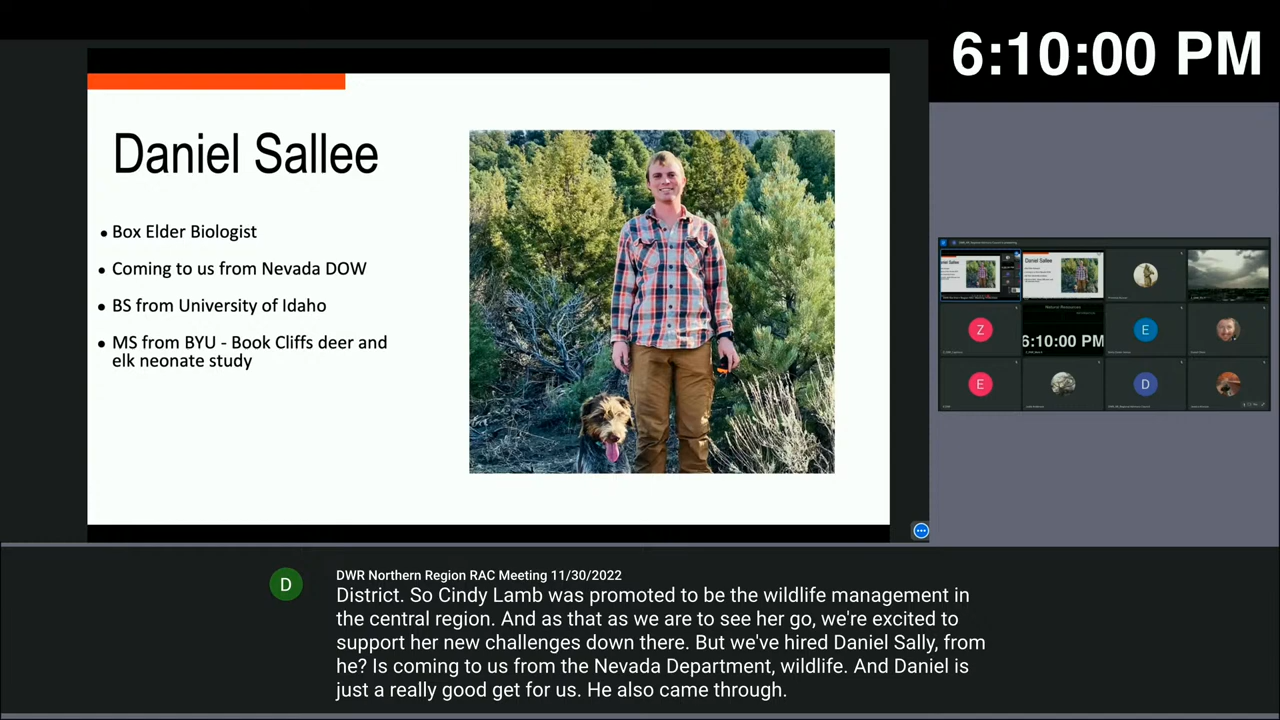 6:10:00 PM
Daniel Sallee
• Box Elder Biologist
• Coming to us from Nevada DOW
• BS from University of Idaho
• MS from BYU - Book Cliffs deer and
elk neonate study
Daniel Sallee
Z
6:10:00 PM
E
E
D
D
DWR Northern Region RAC Meeting 11/30/2022
District. So Cindy Lamb was promoted to be the wildlife management in
the central region. And as that as we are to see her go, we're excited to
support her new challenges down there. But we've hired Daniel Sally, from
he? Is coming to us from the Nevada Department, wildlife. And Daniel is
just a really good get for us. He also came through.